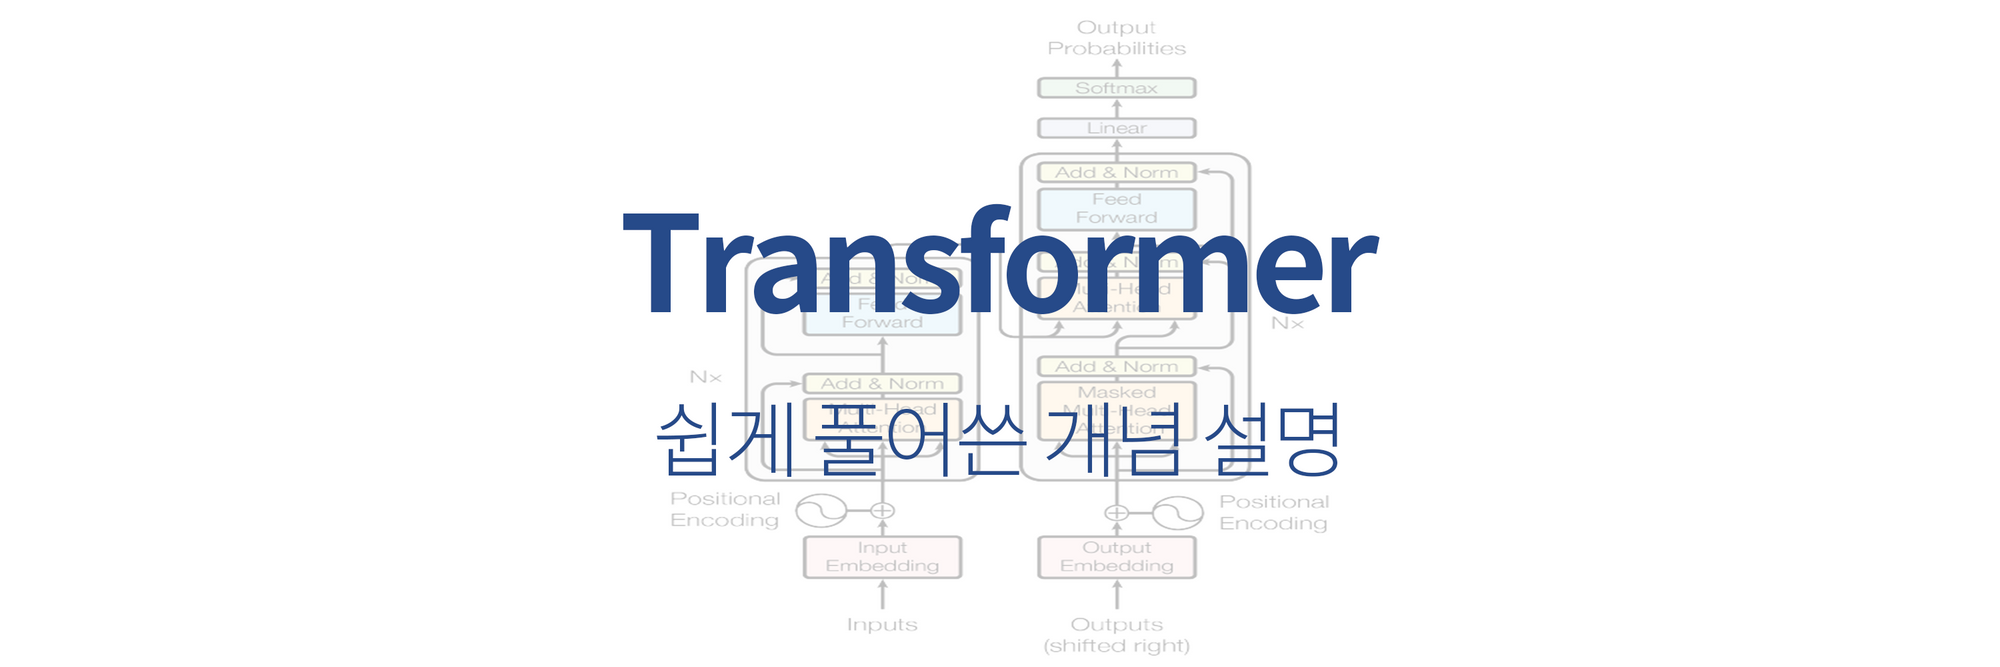 Output
Probabilities
Softmax
Linear
Add & Norm
Feed
Forward
Add & Norm
Multi-Head
Attention
Nx
Add & Norm
Masked
Multi-Head
Attention
Positional
Encoding
Output
Embedding
Outputs
(shifted right)
Transformer
쉽게 풀어쓴 개념 설명
Add & Norm
Feed
Forward
Nx
Add & Norm
Multi-Head
Attention
Positional
Encoding
Input
Embedding
Inputs